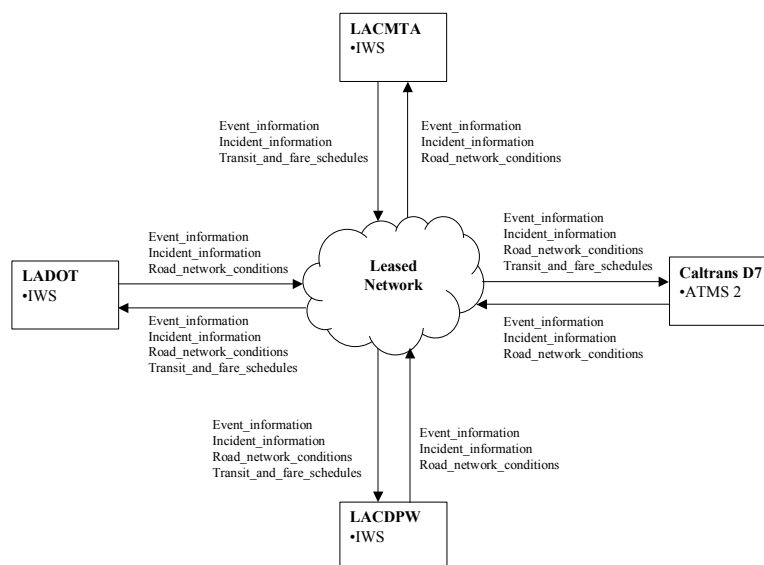 LACMTA
•IWS
Event_information
Incident_information
Transit_and_fare_schedules
Event_information
Incident_information
Road_network_conditions
Event_information
Incident_information
Road_network_conditions
LADOT
•IWS
Event_information
Incident_information
Road_network_conditions
Transit_and_fare_schedules
Leased
Network
Event_information
Incident_information
Road_network_conditions
Transit_and_fare_schedules
Caltrans D7
•ATMS 2
Event_information
Incident_information
Road_network_conditions
Event_information
Incident_information
Road_network_conditions
Transit_and_fare_schedules
Event_information
Incident_information
Road_network_conditions
LACDPW
•IWS